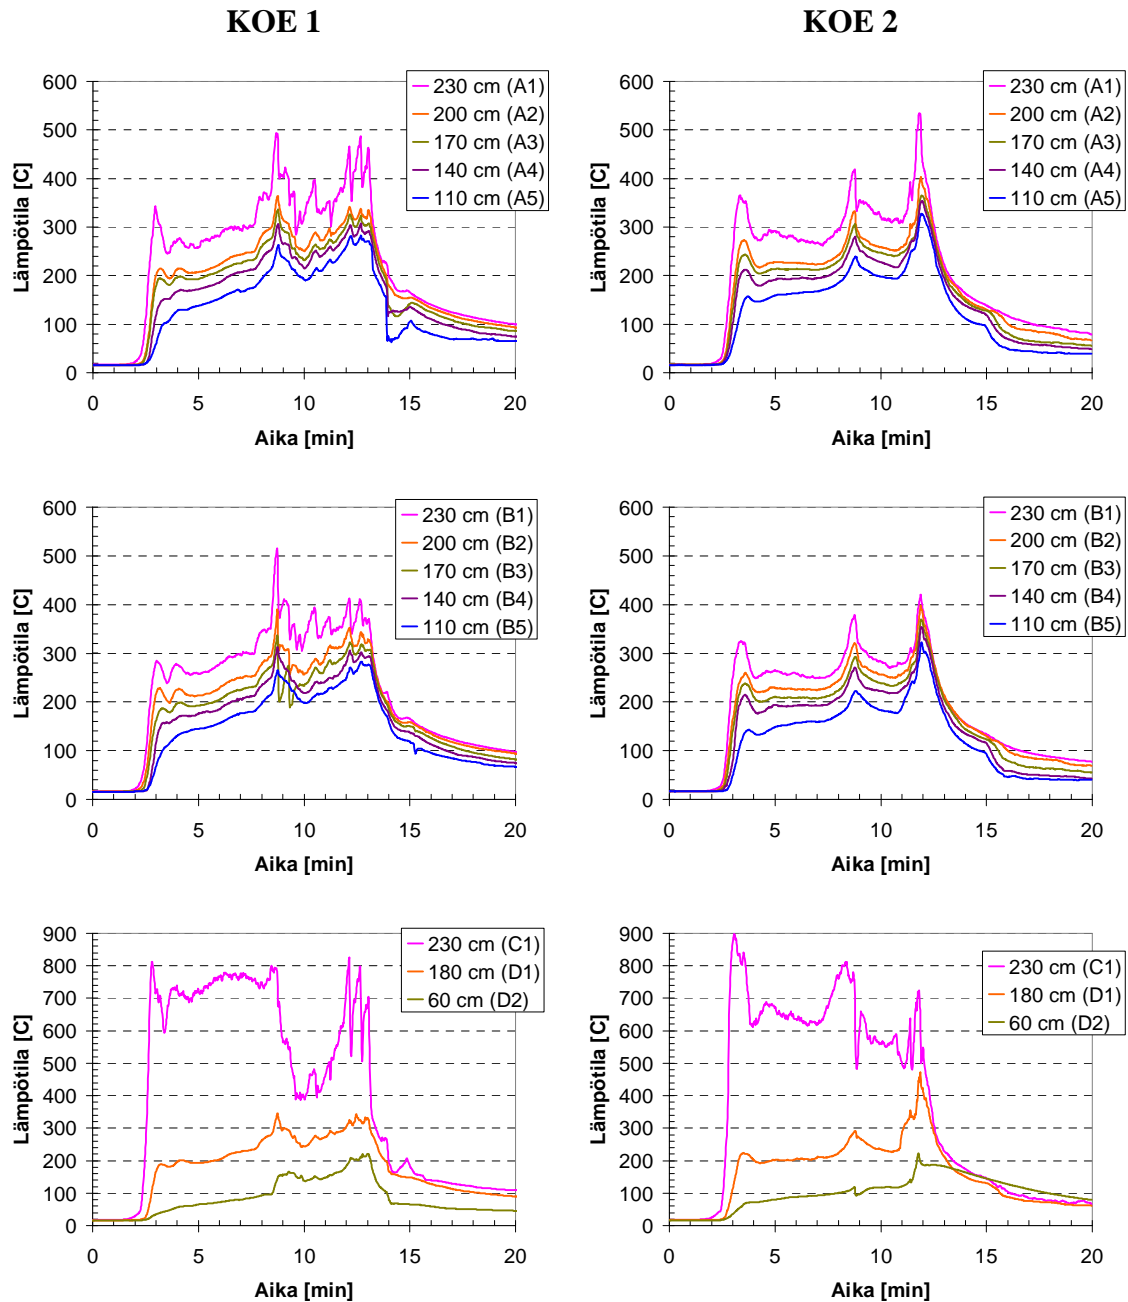 KOE 1
KOE 2
600
500
400
300
200
100
0
Lämpötila [C]
0 5 10 15 20
Aika [min]
230 cm (A1)
200 cm (A2)
170 cm (A3)
140 cm (A4)
110 cm (A5)
600
500
400
300
200
100
0
Lämpötila [C]
0 5 10 15 20
Aika [min]
230 cm (A1)
200 cm (A2)
170 cm (A3)
140 cm (A4)
110 cm (A5)
600
500
400
300
200
100
0
Lämpötila [C]
0 5 10 15 20
Aika [min]
230 cm (B1)
200 cm (B2)
170 cm (B3)
140 cm (B4)
110 cm (B5)
600
500
400
300
200
100
0
Lämpötila [C]
0 5 10 15 20
Aika [min]
230 cm (B1)
200 cm (B2)
170 cm (B3)
140 cm (B4)
110 cm (B5)
900
800
700
600
500
400
300
200
100
0
Lämpötila [C]
0 5 10 15 20
Aika [min]
230 cm (C1)
180 cm (D1)
60 cm (D2)
900
800
700
600
500
400
300
200
100
0
Lämpötila [C]
0 5 10 15 20
Aika [min]
230 cm (C1)
180 cm (D1)
60 cm (D2)